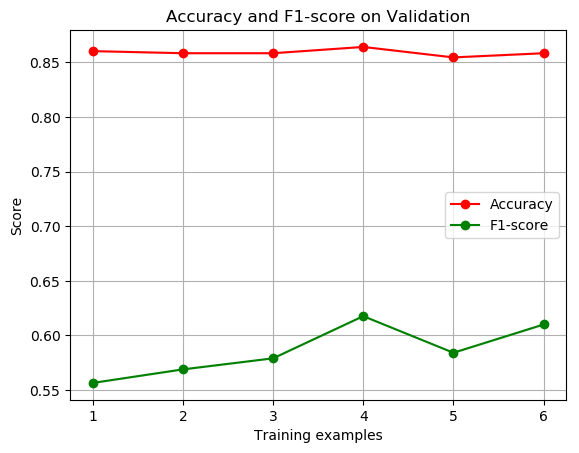 Accuracy and F1-score on Validation
0.85
0.80
0.75
0.70
0.65
0.60
0.55
Score
Accuracy
F1-score
1 2 3 4 5 6
Training examples